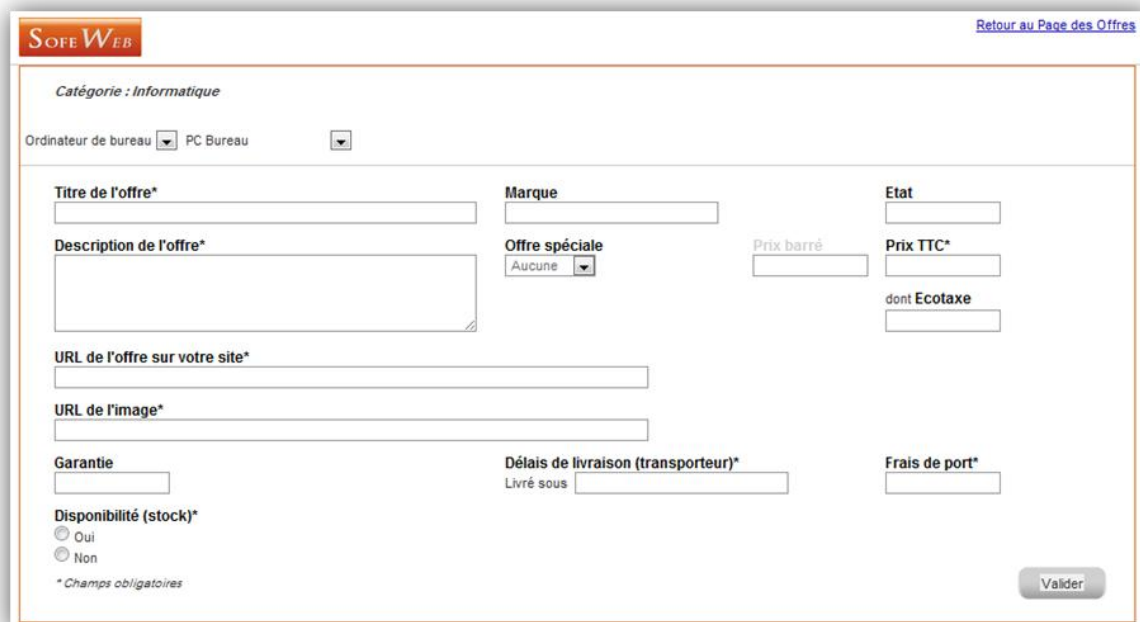 SOFE WEB
Retour au Page des Offres
Catégorie : Informatique
Ordinateur de bureau PC Bureau
Titre de l'offre* Marque Etat
Description de l'offre* Offre spéciale Prix barré Prix TTC*
Aucune
dont Ecotaxe
URL de l'offre sur votre site*
URL de l'image*
Garantie Délais de livraison (transporteur)* Frais de port*
Livré sous
Disponibilité (stock)*
Oui
Non
* Champs obligatoires
Valider